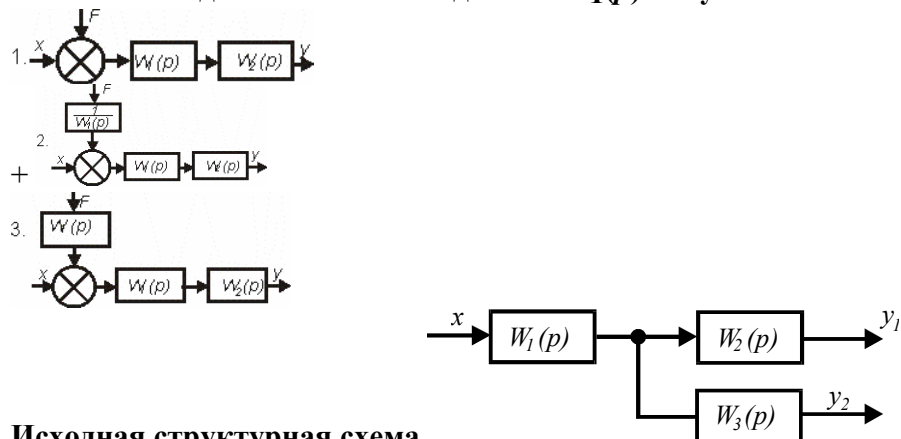 1. x F W1(p) W2(p) y
F
1/W1(p)
2. x W1(p) W2(p) y
+
F
3. W1(p)
x W1(p) W2(p) y
x W1(p) W2(p) y1
W3(p) y2
Исходная структурная схема